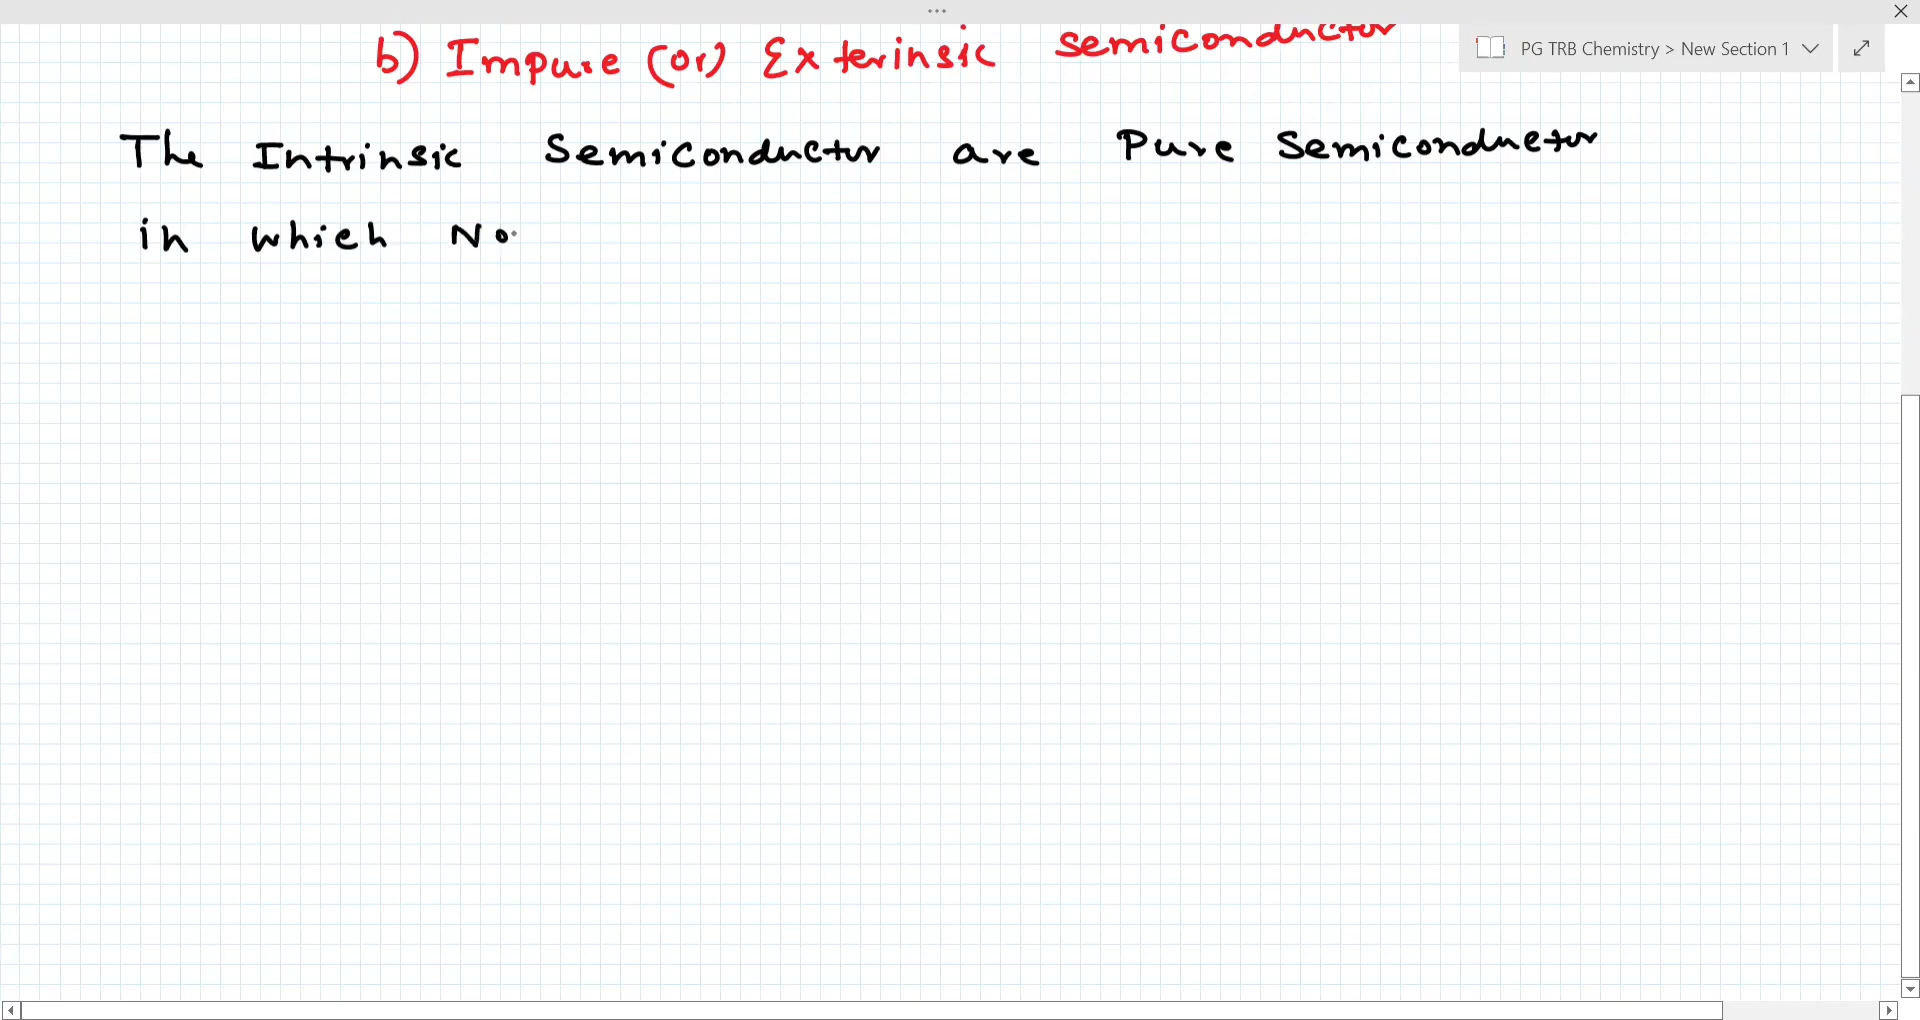 b) Impure (or) Exterinsic semiconductor
PG TRB Chemistry > New Section 1
The Intrinsic Semiconductor are Pure Semiconductor
in which No